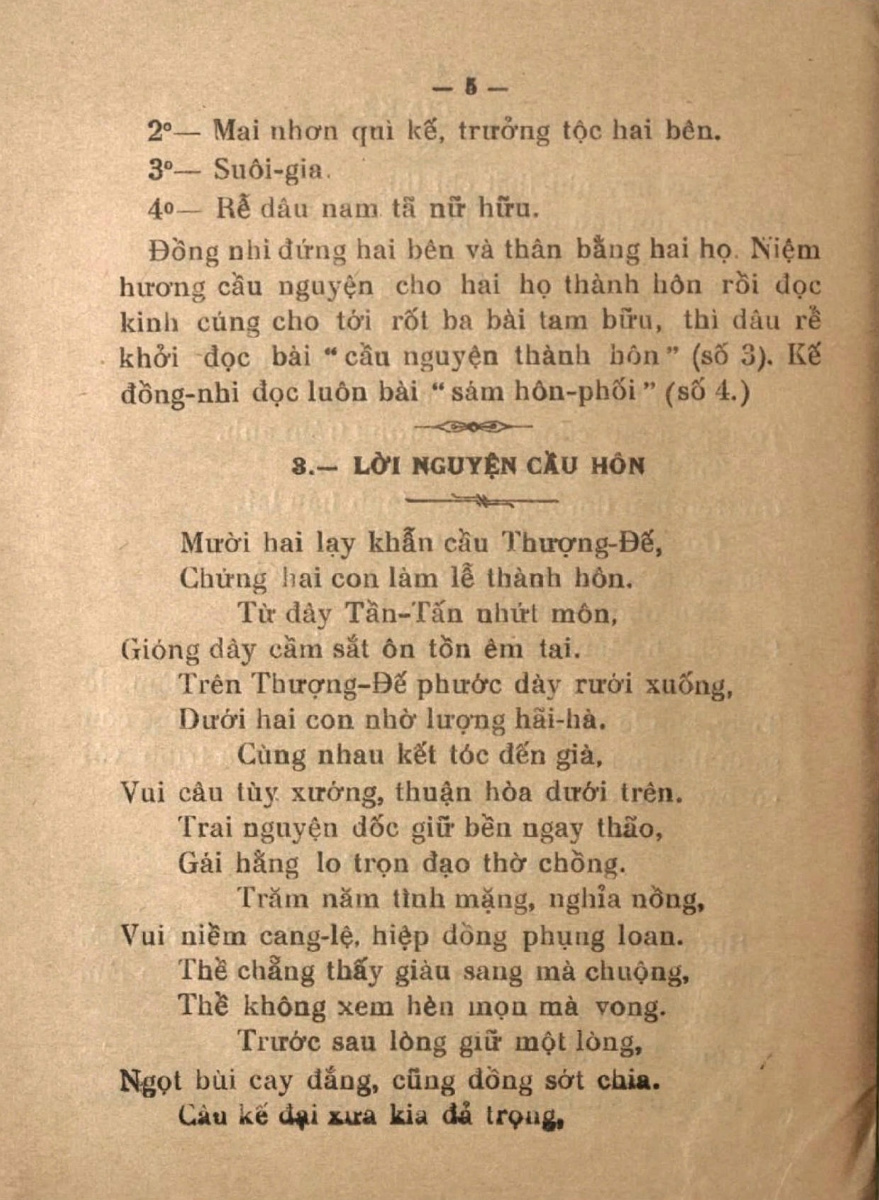 — 5 —
2º— Mai nhơn quì kế, trưởng tộc hai bên.
3º— Suôi-gia.
4º— Rễ dâu nam tã nữ hữu.
Đồng nhi đứng hai bên và thân bằng hai họ. Niệm
hương cầu nguyện cho hai họ thành hôn rồi đọc
kinh cúng cho tới rốt ba bài tam bữu, thì dâu rề
khởi đọc bài “cầu nguyện thành hôn” (số 3). Kế
đồng-nhi đọc luôn bài “sám hôn-phối” (số 4.)
3.— LỜI NGUYỆN CẦU HÔN
Mười hai lạy khẫn cầu Thượng-Đế,
Chứng hai con làm lễ thành hôn.
Từ đây Tần-Tấn nhứt môn,
Gióng dây cầm sắt ôn tồn êm tai.
Trên Thượng-Đế phước dày rưới xuống,
Dưới hai con nhờ lượng hãi-hà.
Cùng nhau kết tóc đến già,
Vui câu tùy xướng, thuận hòa dưới trên.
Trai nguyện dốc giữ bền ngay thão,
Gái hằng lo trọn đạo thờ chồng.
Trăm năm tình mặng, nghỉa nồng,
Vui niềm cang-lệ, hiệp đồng phụng loan.
Thề chẵng thấy giàu sang mà chuộng,
Thề không xem hèn mọn mà vong.
Trước sau lòng giữ một lòng,
Ngọt bùi cay đắng, cũng đồng sớt chia.
Câu kế đại xưa kia đả trọng,